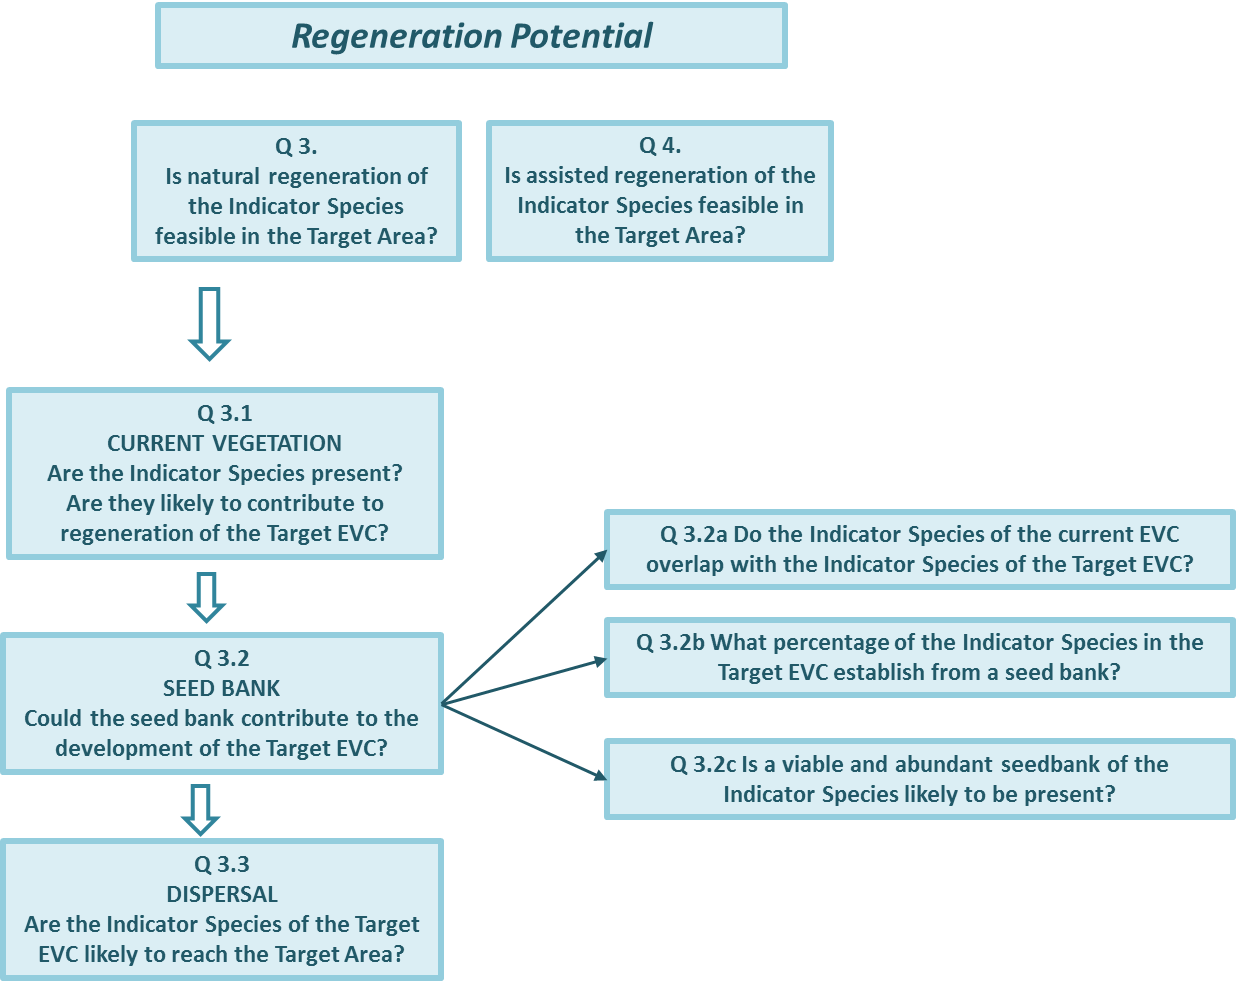 Regeneration Potential
Q 3.
Is natural regeneration of
the Indicator Species
feasible in the Target Area?
Q 4.
Is assisted regeneration of the
Indicator Species feasible in
the Target Area?
Q 3.1
CURRENT VEGETATION
Are the Indicator Species present?
Are they likely to contribute to
regeneration of the Target EVC?
Q 3.2
SEED BANK
Could the seed bank contribute to the
development of the Target EVC?
Q 3.2a Do the Indicator Species of the current EVC
overlap with the Indicator Species of the Target EVC?
Q 3.2b What percentage of the Indicator Species in the
Target EVC establish from a seed bank?
Q 3.2c Is a viable and abundant seedbank of the
Indicator Species likely to be present?
Q 3.3
DISPERSAL
Are the Indicator Species of the Target
EVC likely to reach the Target Area?